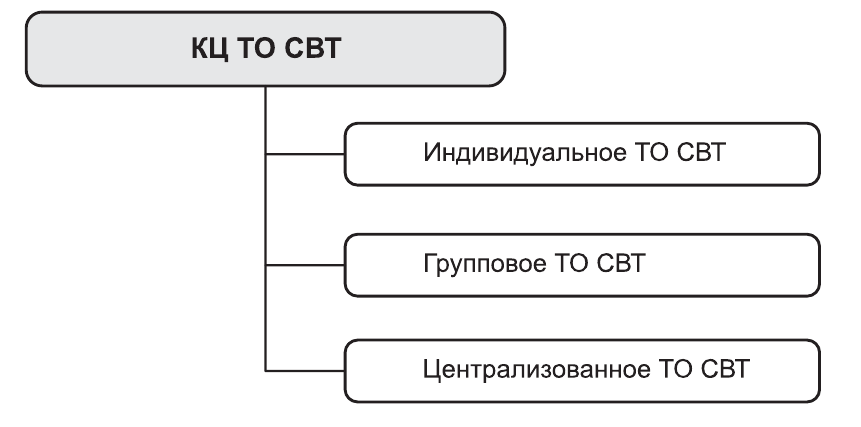 КЦ ТО СВТ
Индивидуальное ТО СВТ
Групповое ТО СВТ
Централизованное ТО СВТ